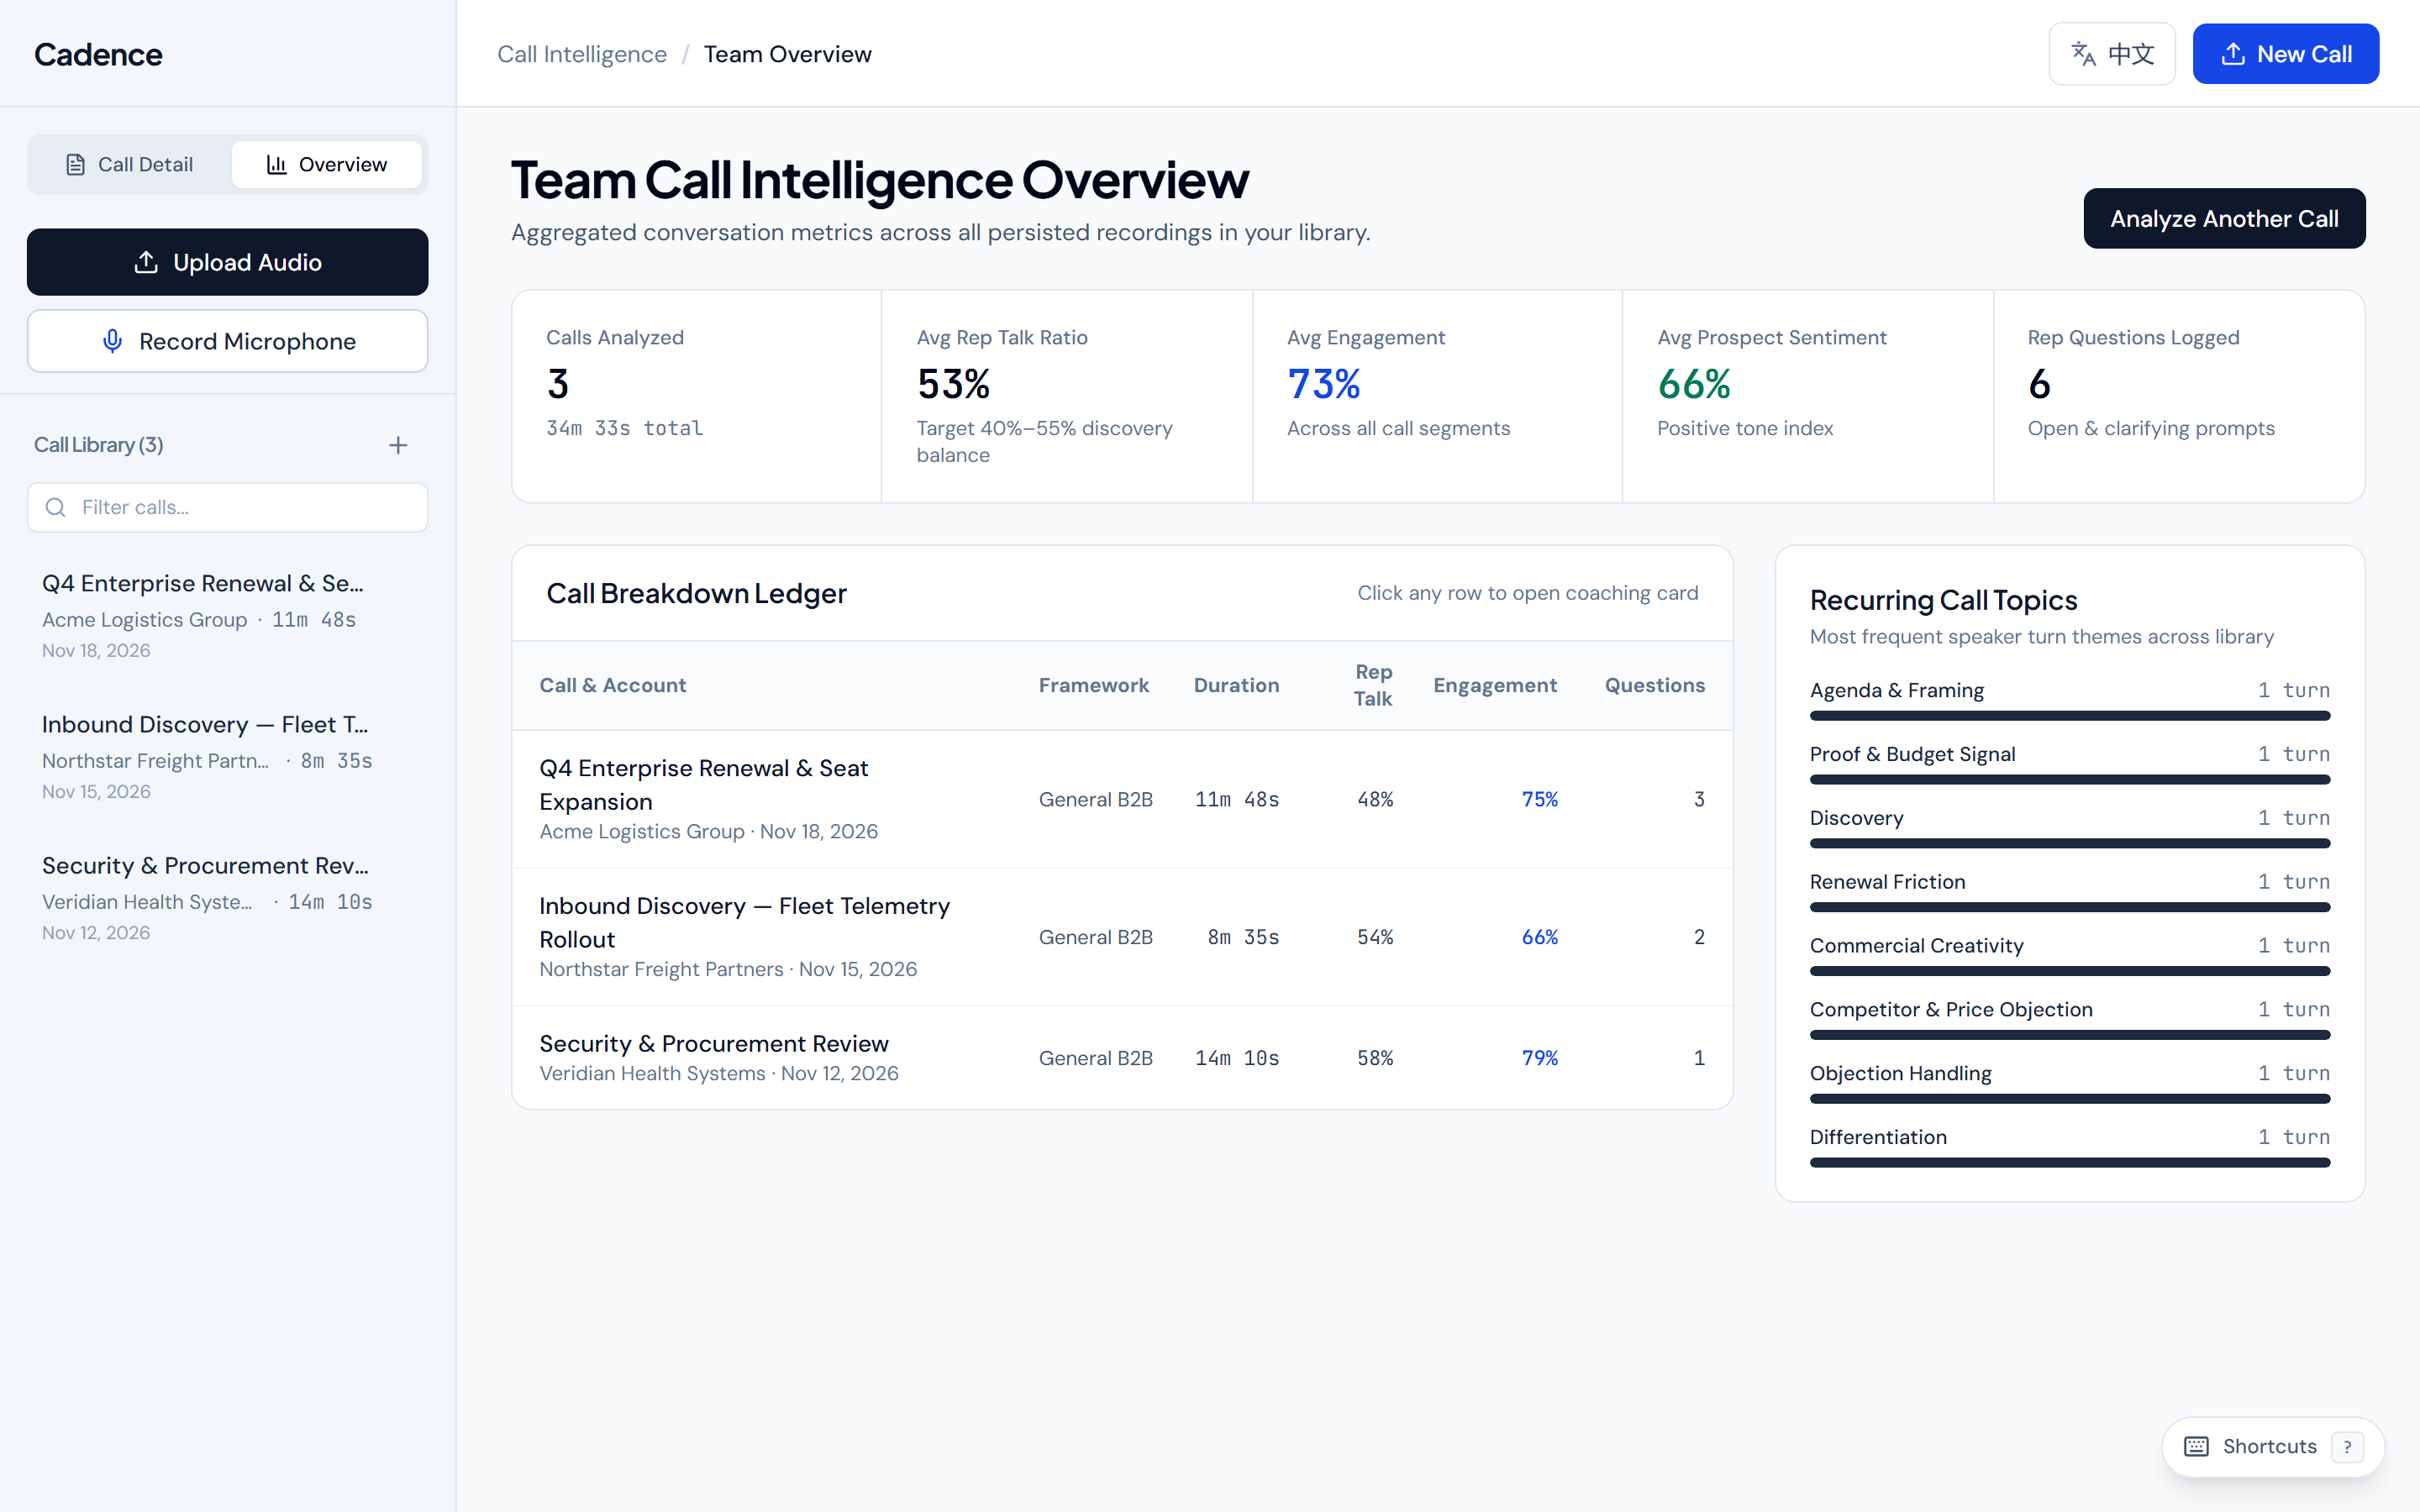 Cadence
Call Intelligence / Team Overview
中文
New Call
Call Detail
Overview
Upload Audio
Record Microphone
Call Library (3)
Filter calls...
Q4 Enterprise Renewal & Se...
Acme Logistics Group · 11m 48s
Nov 18, 2026
Inbound Discovery — Fleet T...
Northstar Freight Partn... · 8m 35s
Nov 15, 2026
Security & Procurement Rev...
Veridian Health Syste... · 14m 10s
Nov 12, 2026
Team Call Intelligence Overview
Aggregated conversation metrics across all persisted recordings in your library.
Analyze Another Call
Calls Analyzed
3
34m 33s total
Avg Rep Talk Ratio
53%
Target 40%–55% discovery
balance
Avg Engagement
73%
Across all call segments
Avg Prospect Sentiment
66%
Positive tone index
Rep Questions Logged
6
Open & clarifying prompts
Call Breakdown Ledger
Click any row to open coaching card
Call & Account Framework Duration Rep Talk Engagement Questions
Q4 Enterprise Renewal & Seat
Expansion
Acme Logistics Group · Nov 18, 2026
General B2B 11m 48s 48% 75% 3
Inbound Discovery — Fleet Telemetry
Rollout
Northstar Freight Partners · Nov 15, 2026
General B2B 8m 35s 54% 66% 2
Security & Procurement Review
Veridian Health Systems · Nov 12, 2026
General B2B 14m 10s 58% 79% 1
Recurring Call Topics
Most frequent speaker turn themes across library
Agenda & Framing 1 turn
Proof & Budget Signal 1 turn
Discovery 1 turn
Renewal Friction 1 turn
Commercial Creativity 1 turn
Competitor & Price Objection 1 turn
Objection Handling 1 turn
Differentiation 1 turn
Shortcuts ?